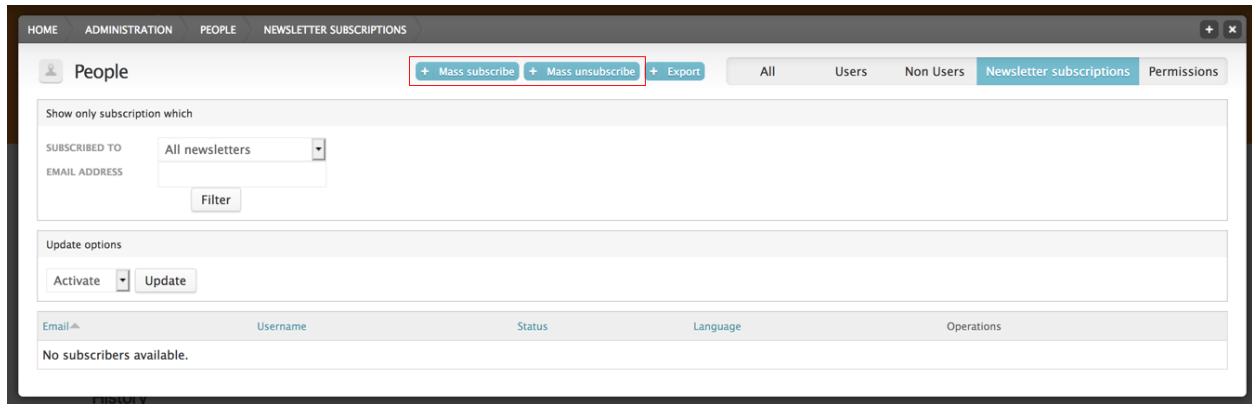 HOME ADMINISTRATION PEOPLE NEWSLETTER SUBSCRIPTIONS + ×
People + Mass subscribe + Mass unsubscribe + Export All Users Non Users Newsletter subscriptions Permissions
Show only subscription which
SUBSCRIBED TO All newsletters
EMAIL ADDRESS
Filter
Update options
Activate Update
Email Username Status Language Operations
No subscribers available.
History